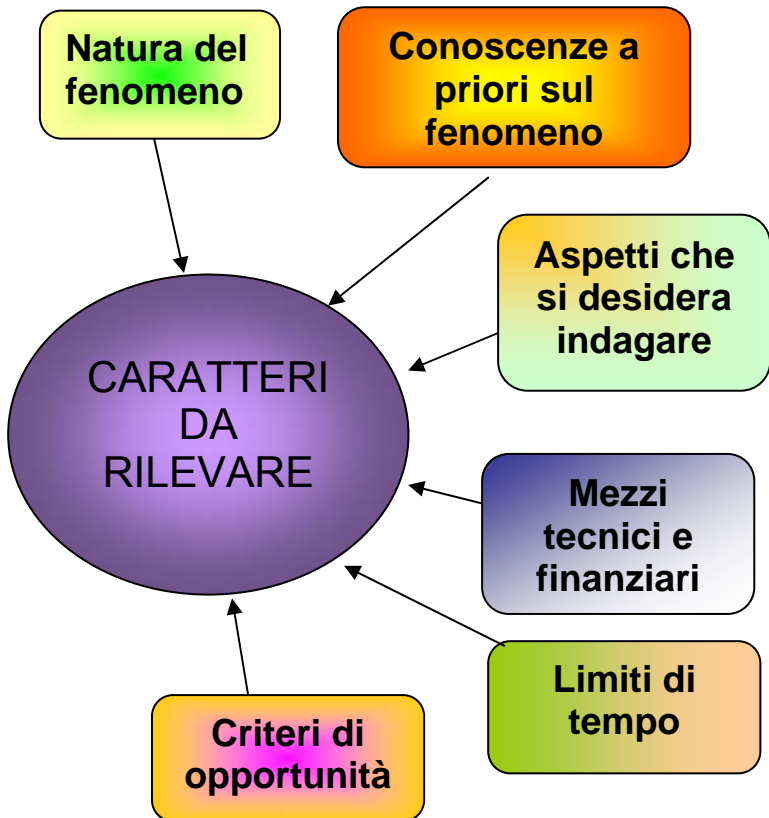 Natura del
fenomeno
Conoscenze a
priori sul
fenomeno
Aspetti che
si desidera
indagare
CARATTERI
DA
RILEVARE
Mezzi
tecnici e
finanziari
Limiti di
tempo
Criteri di
opportunità